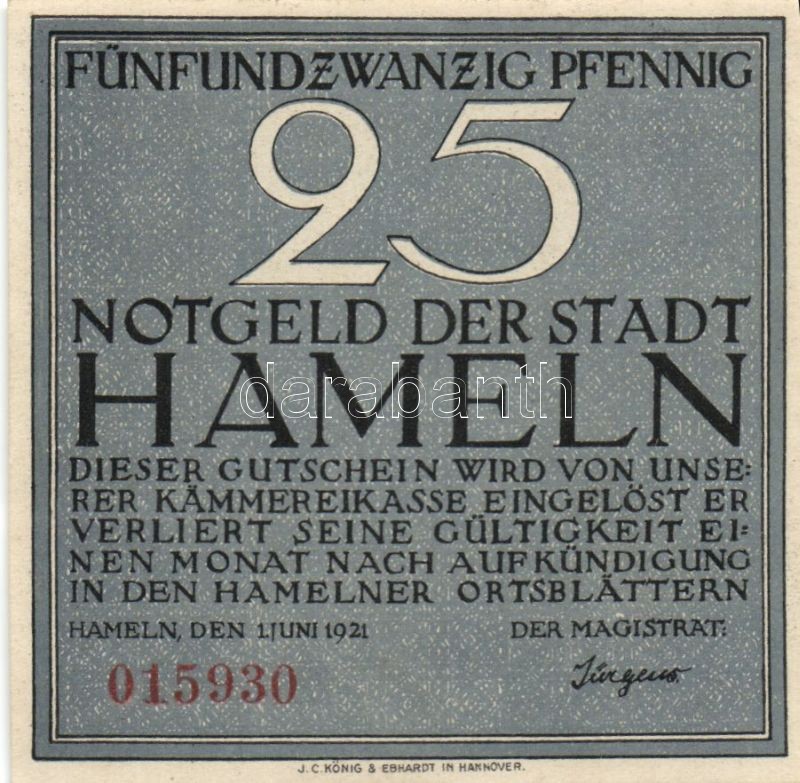 FÜNFUNDZWANZIG PFENNIG
25
NOTGELD DER STADT
HAMELN
darabanth
DIESER GUTSCHEIN WIRD VON UNSE=
RER KÄMMEREIKASSE EINGELÖST ER
VERLIERT SEINE GÜLTIGKEIT EI=
NEN MONAT NACH AUFKÜNDIGUNG
IN DEN HAMELNER ORTSBLÄTTERN
HAMELN, DEN 1.JUNI 1921 DER MAGISTRAT:
015930 Jürgens.
J.C.KÖNIG & EBHARDT IN HANNOVER.